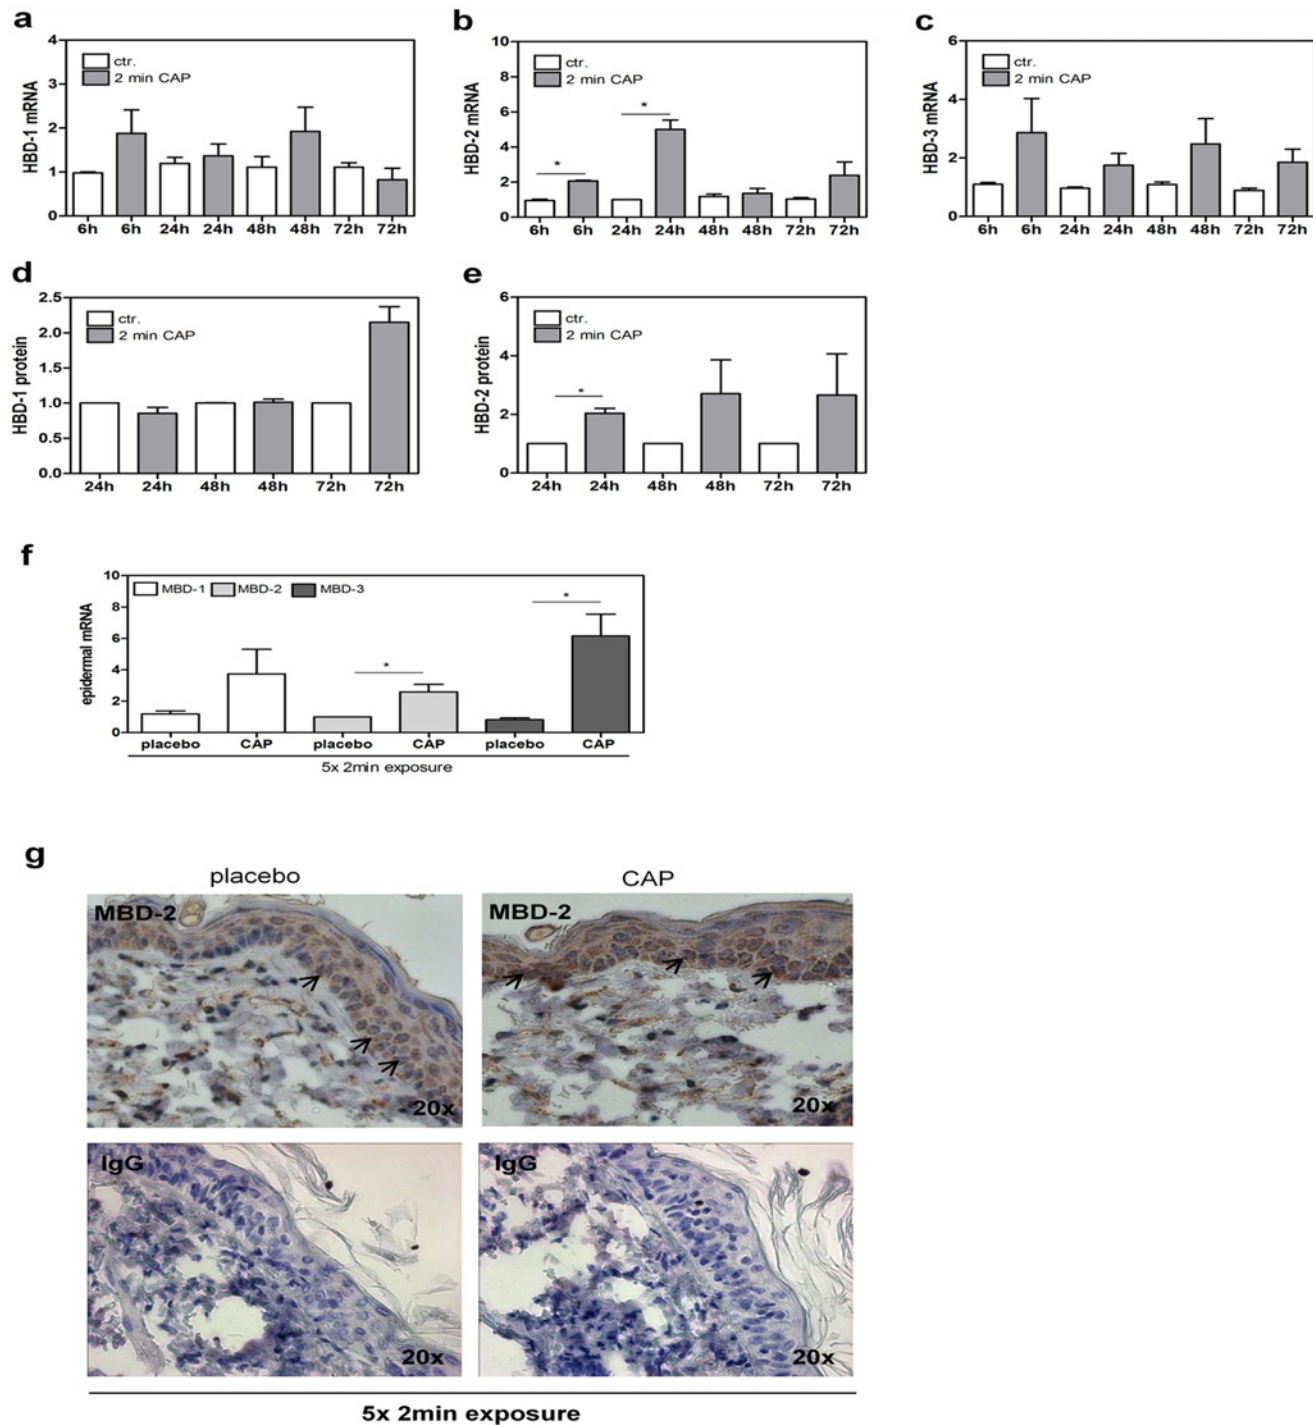 a
HBD-1 mRNA
4
3
2
1
0
ctr.
2 min CAP
6h 6h 24h 24h 48h 48h 72h 72h
b
HBD-2 mRNA
10
8
6
4
2
0
ctr.
2 min CAP
*
*
6h 6h 24h 24h 48h 48h 72h 72h
c
HBD-3 mRNA
6
4
2
0
ctr.
2 min CAP
6h 6h 24h 24h 48h 48h 72h 72h
d
HBD-1 protein
2.5
2.0
1.5
1.0
0.5
0.0
ctr.
2 min CAP
24h 24h 48h 48h 72h 72h
e
HBD-2 protein
6
4
2
0
ctr.
2 min CAP
*
24h 24h 48h 48h 72h 72h
f
epidermal mRNA
10
8
6
4
2
0
MBD-1 MBD-2 MBD-3
*
*
placebo CAP placebo CAP placebo CAP
5x 2min exposure
g
placebo CAP
MBD-2 MBD-2
20x 20x
IgG IgG
20x 20x
5x 2min exposure